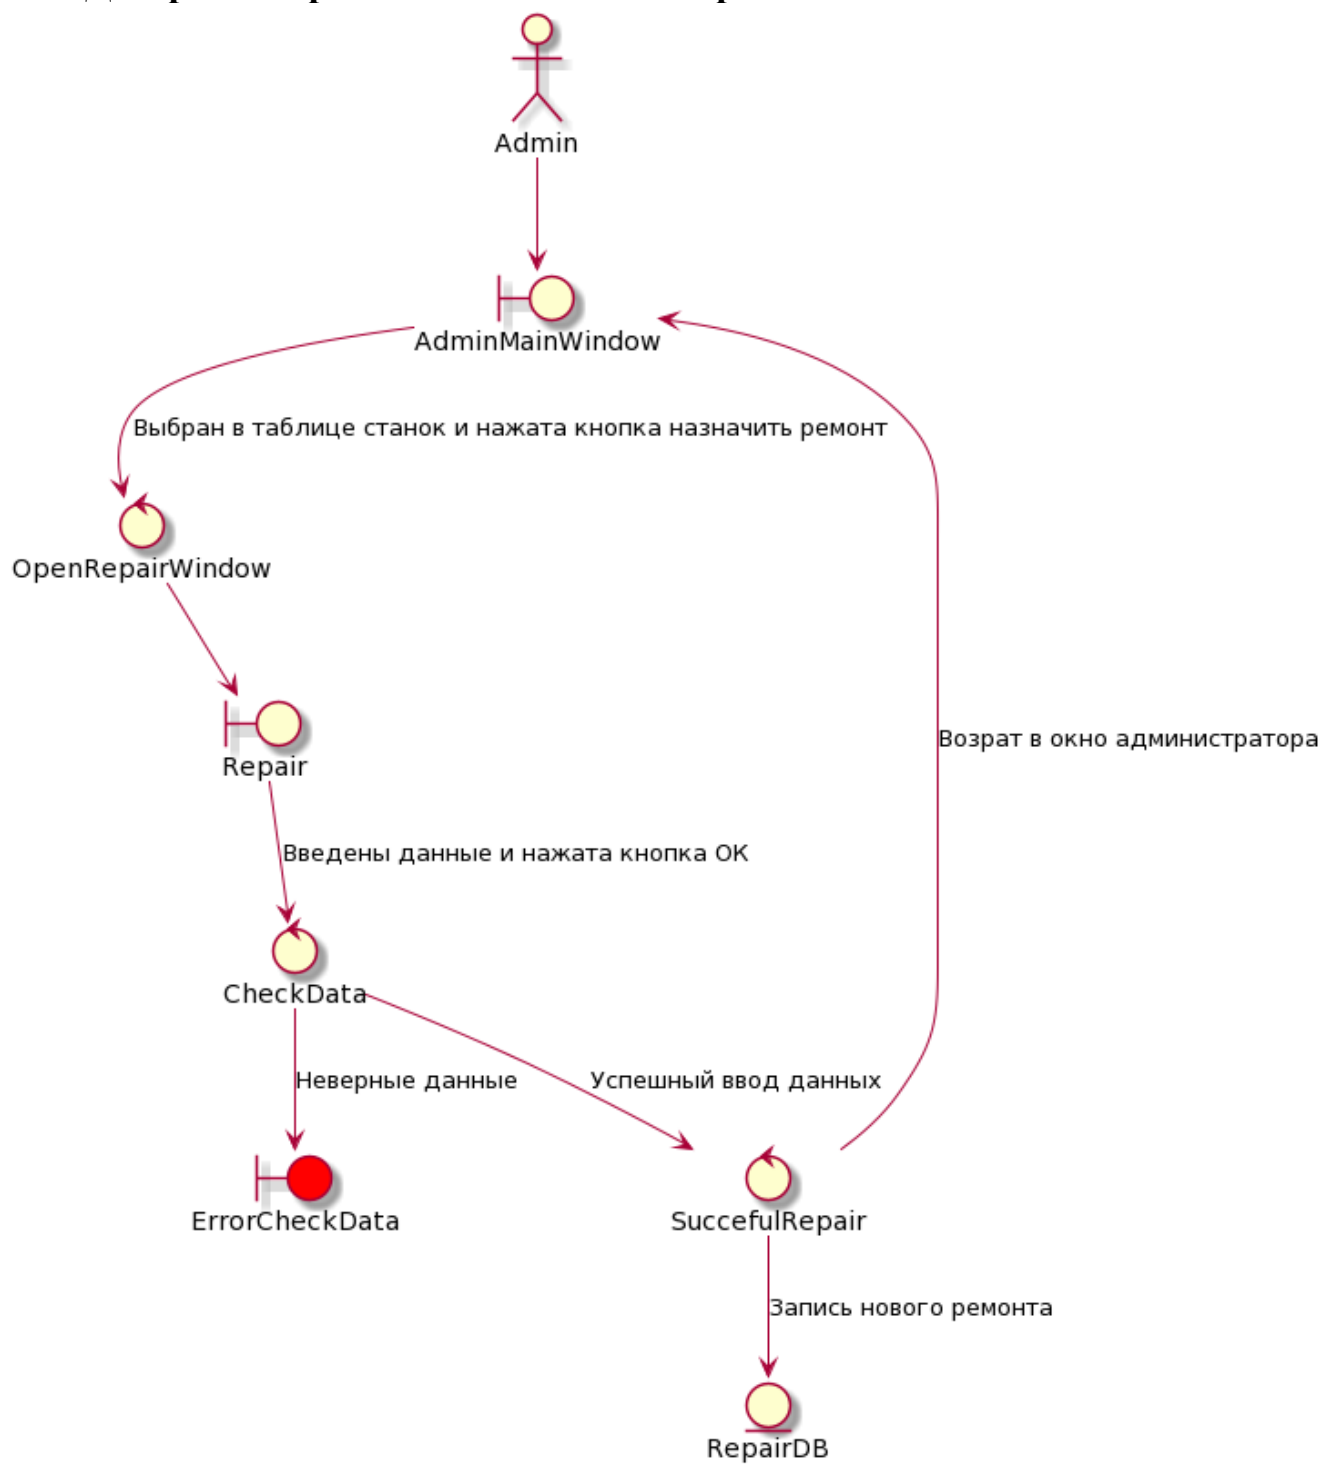 Admin
AdminMainWindow
Выбран в таблице станок и нажата кнопка назначить ремонт
OpenRepairWindow
Repair
Возрат в окно администратора
Введены данные и нажата кнопка ОК
CheckData
Неверные данные
Успешный ввод данных
ErrorCheckData
SuccefulRepair
Запись нового ремонта
RepairDB